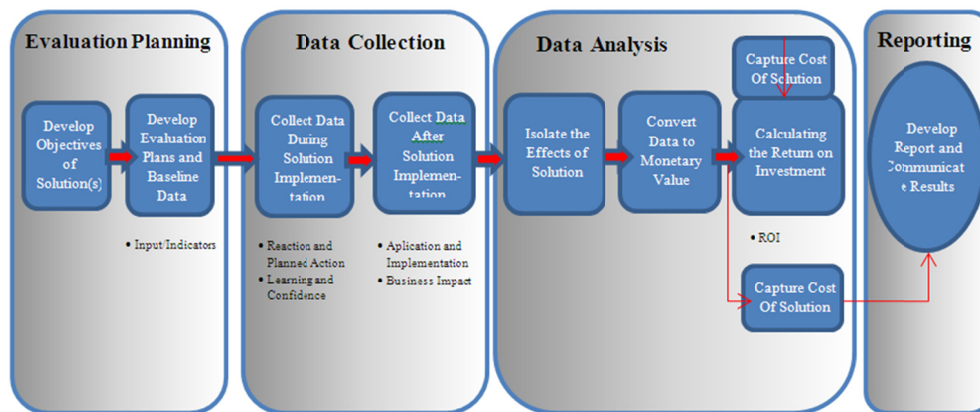 Evaluation Planning
Develop
Objectives
of
Solution(s)
Develop
Evaluation
Plans and
Baseline
Data
• Input/Indicators
Data Collection
Collect Data
During
Solution
Implemen-
tation
• Reaction and
Planned Action
• Learning and
Confidence
Collect Data
After
Solution
Implemen-
tation
• Aplication and
Implementation
• Business Impact
Data Analysis
Isolate the
Effects of
Solution
Convert
Data to
Monetary
Value
Capture Cost
Of Solution
Calculating
the Return on
Investment
• ROI
Capture Cost
Of Solution
Reporting
Develop
Report and
Communicat
e Results